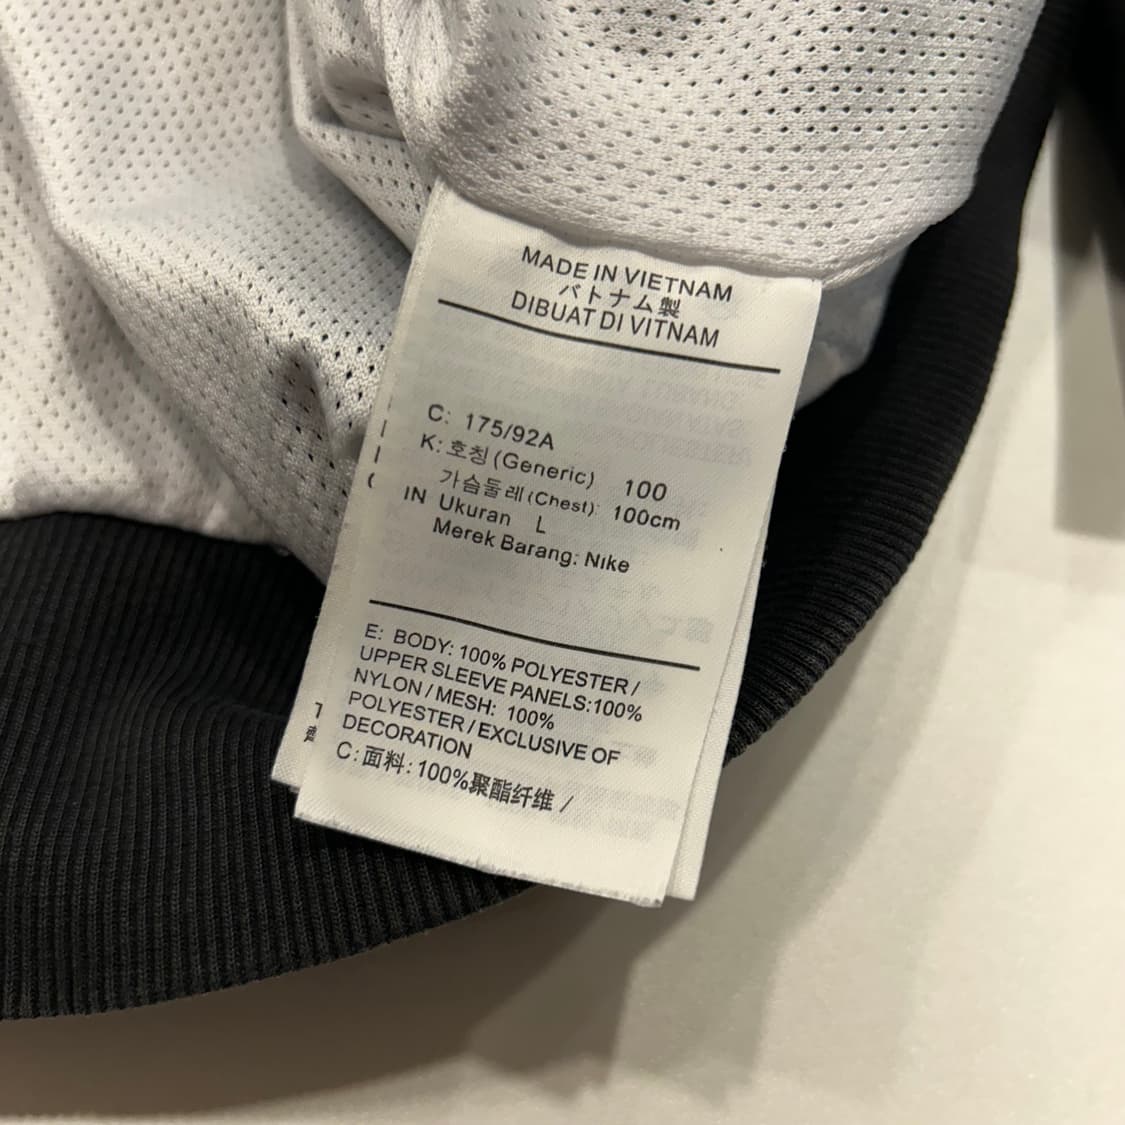 MADE IN VIETNAM
バトナム製
DIBUAT DI VITNAM
C: 175/92A
K: 호칭(Generic) 100
가슴둘레(Chest): 100cm
IN Ukuran L
Merek Barang: Nike
E: BODY: 100% POLYESTER /
UPPER SLEEVE PANELS:100%
NYLON / MESH: 100%
POLYESTER / EXCLUSIVE OF
DECORATION
C: 面料: 100%聚酯纤维 /